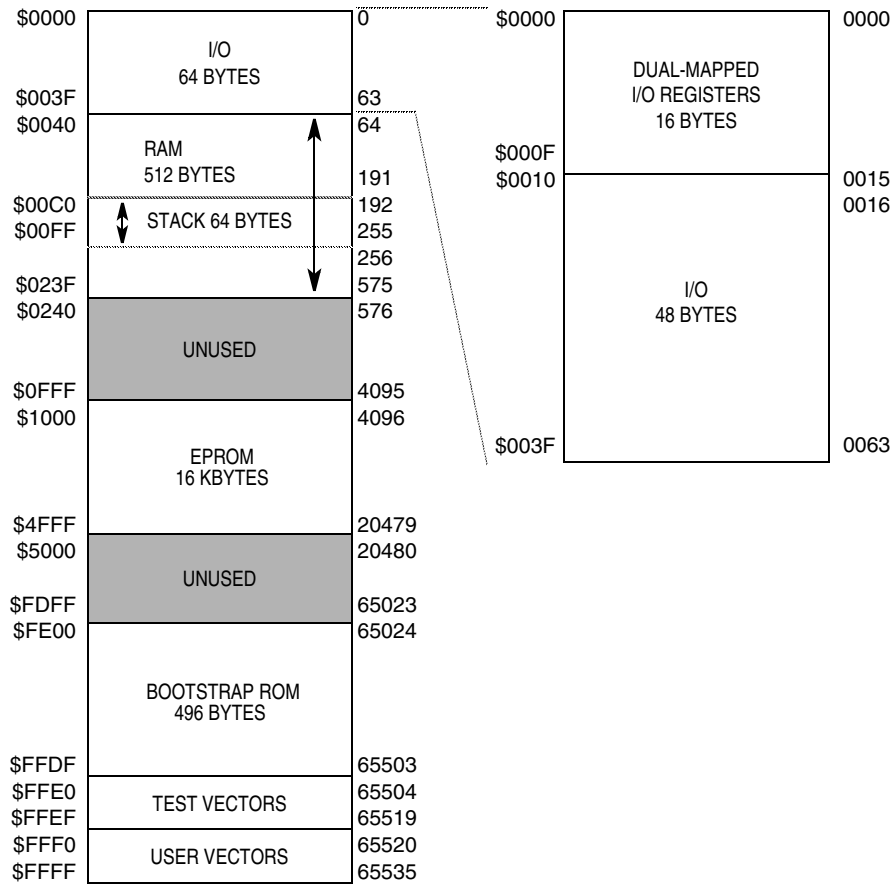 $0000 0
I/O
64 BYTES
$003F 63
$0040 64
RAM
512 BYTES
191
$00C0 192
STACK 64 BYTES
$00FF 255
256
$023F 575
$0240 576
UNUSED
$0FFF 4095
$1000 4096
EPROM
16 KBYTES
$4FFF 20479
$5000 20480
UNUSED
$FDFF 65023
$FE00 65024
BOOTSTRAP ROM
496 BYTES
$FFDF 65503
$FFE0 65504
TEST VECTORS
$FFEF 65519
$FFF0 65520
USER VECTORS
$FFFF 65535
$0000 0000
DUAL-MAPPED
I/O REGISTERS
16 BYTES
$000F
$0010 0015
0016
I/O
48 BYTES
$003F 0063